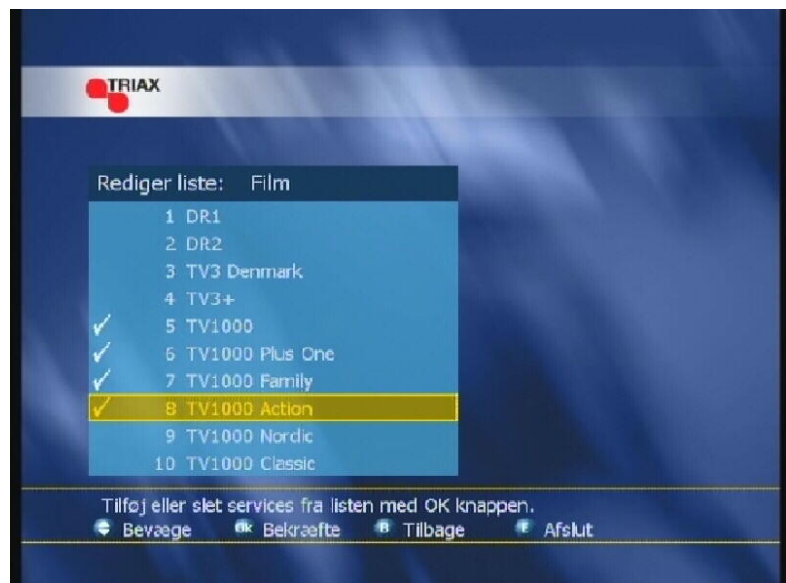 TRIAX
Rediger liste: Film
1 DR1
2 DR2
3 TV3 Denmark
4 TV3+
5 TV1000
6 TV1000 Plus One
7 TV1000 Family
8 TV1000 Action
9 TV1000 Nordic
10 TV1000 Classic
Tilføj eller slet services fra listen med OK knappen.
Bevæge Ok Bekræfte B Tilbage E Afslut